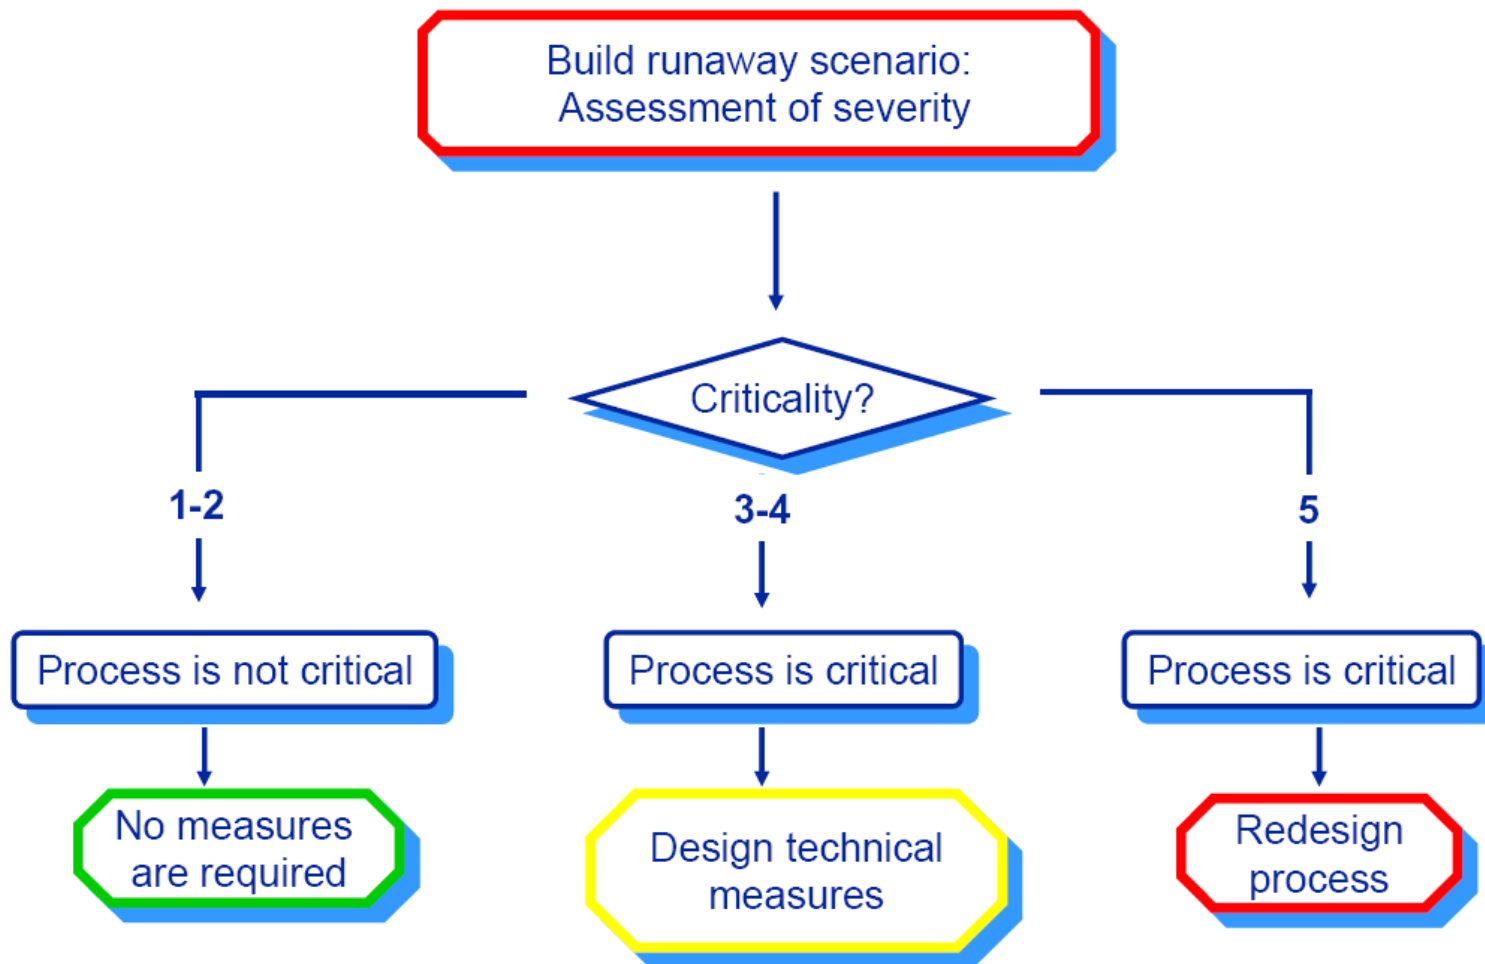 Build runaway scenario:
Assessment of severity
Criticality?
1-2
3-4
5
Process is not critical
Process is critical
Process is critical
No measures
are required
Design technical
measures
Redesign
process